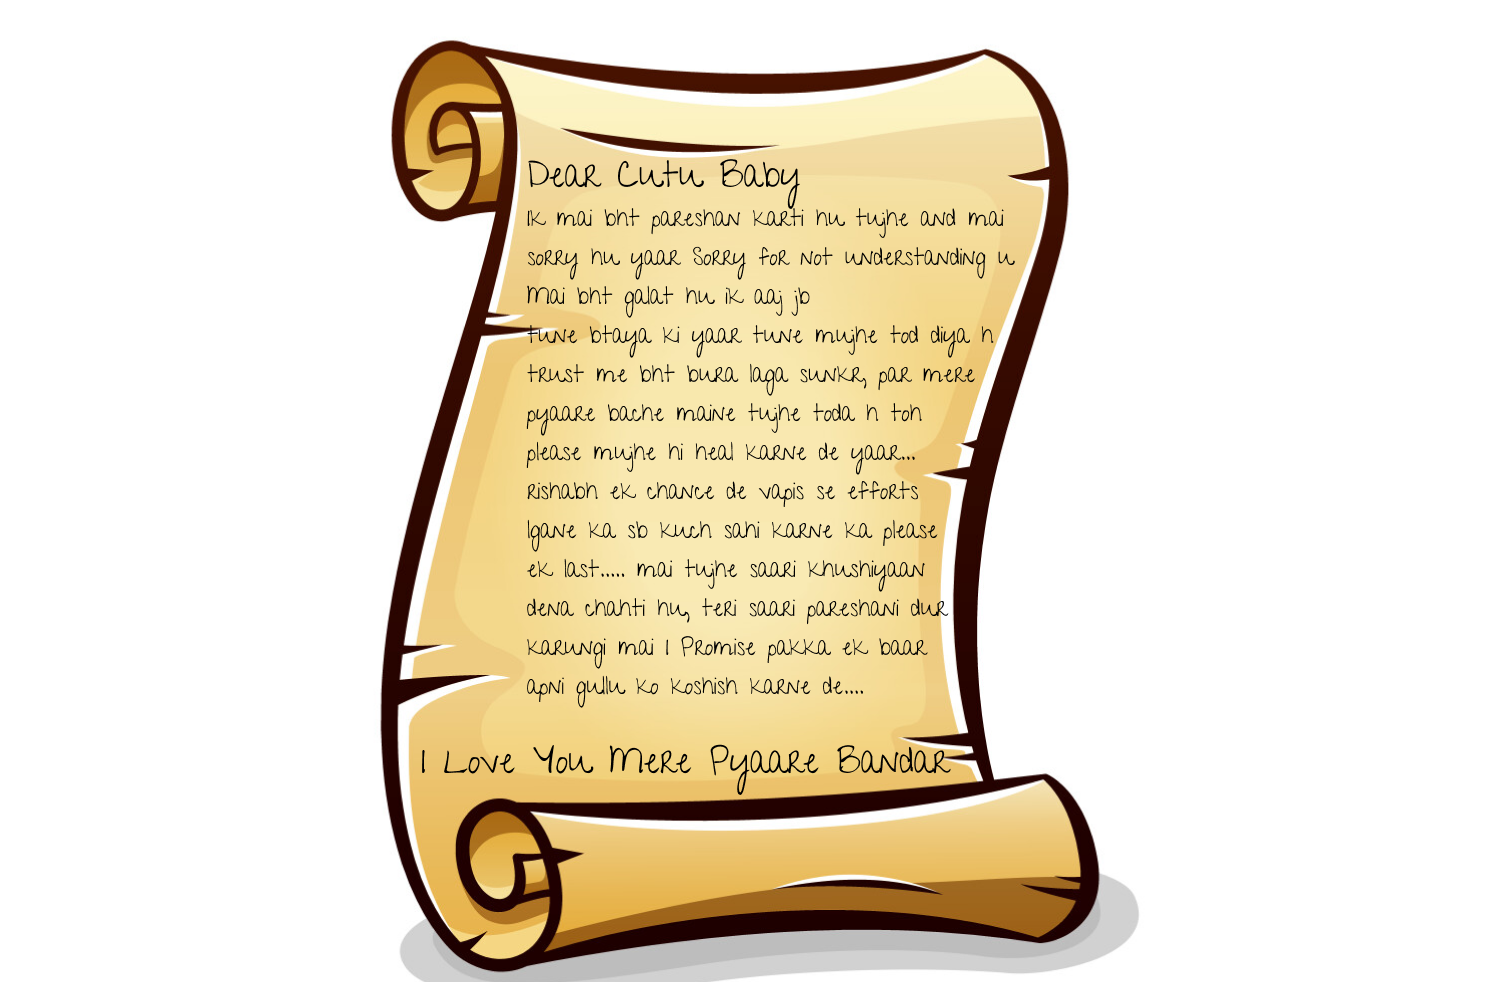 Dear Cutu Baby
Ik mai bht pareshan karti hu tujhe and mai
sorry hu yaar Sorry for not understanding u
Mai bht galat hu ik aaj jb
tune btaya ki yaar tune mujhe tod diya h
trust me bht bura laga sunkr, par mere
pyaare bache maine tujhe toda h toh
please mujhe hi heal karne de yaar...
Rishabh ek chance de vapis se efforts
lgane ka sb kuch sahi karne ka please
ek last..... mai tujhe saari khushiyaan
dena chahti hu, teri saari pareshani dur
karungi mai I Promise pakka ek baar
apni gullu ko koshish karne de....
I Love You Mere Pyaare Bandar